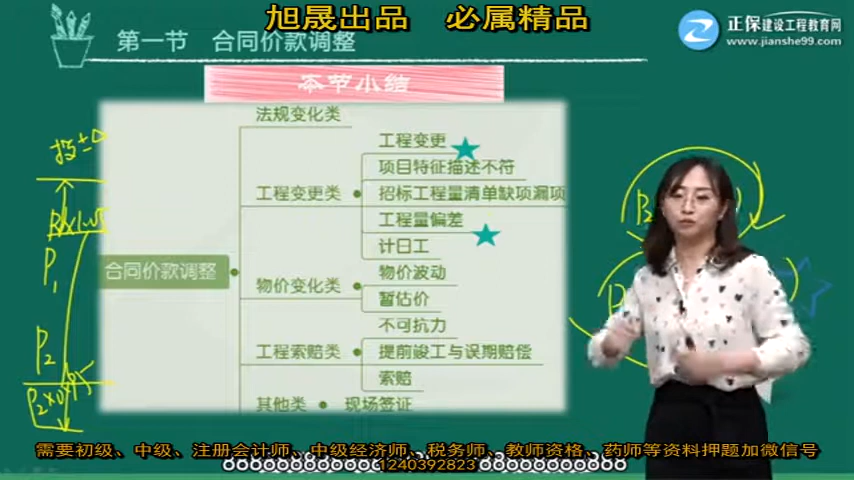 旭晟出品 必属精品
第一节 合同价款调整
正保建设工程教育网
www.jianshe99.com
本节小结
法规变化类
工程变更
项目特征描述不符
工程变更类
招标工程量清单缺项漏项
工程量偏差
计日工
合同价款调整
物价变化类
物价波动
暂估价
不可抗力
工程索赔类
提前竣工与误期赔偿
索赔
其他类
现场签证
P1
P2
需要初级、中级、注册会计师、中级经济师、税务师、教师资格、药师等资料押题加微信号
1240392823